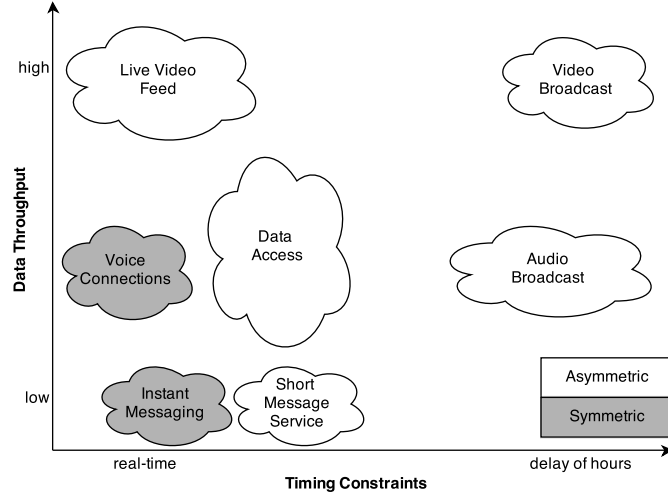 high
Live Video
Feed
Video
Broadcast
Data Throughput
Data
Access
Voice
Connections
Audio
Broadcast
low
Instant
Messaging
Short
Message
Service
Asymmetric
Symmetric
real-time
delay of hours
Timing Constraints